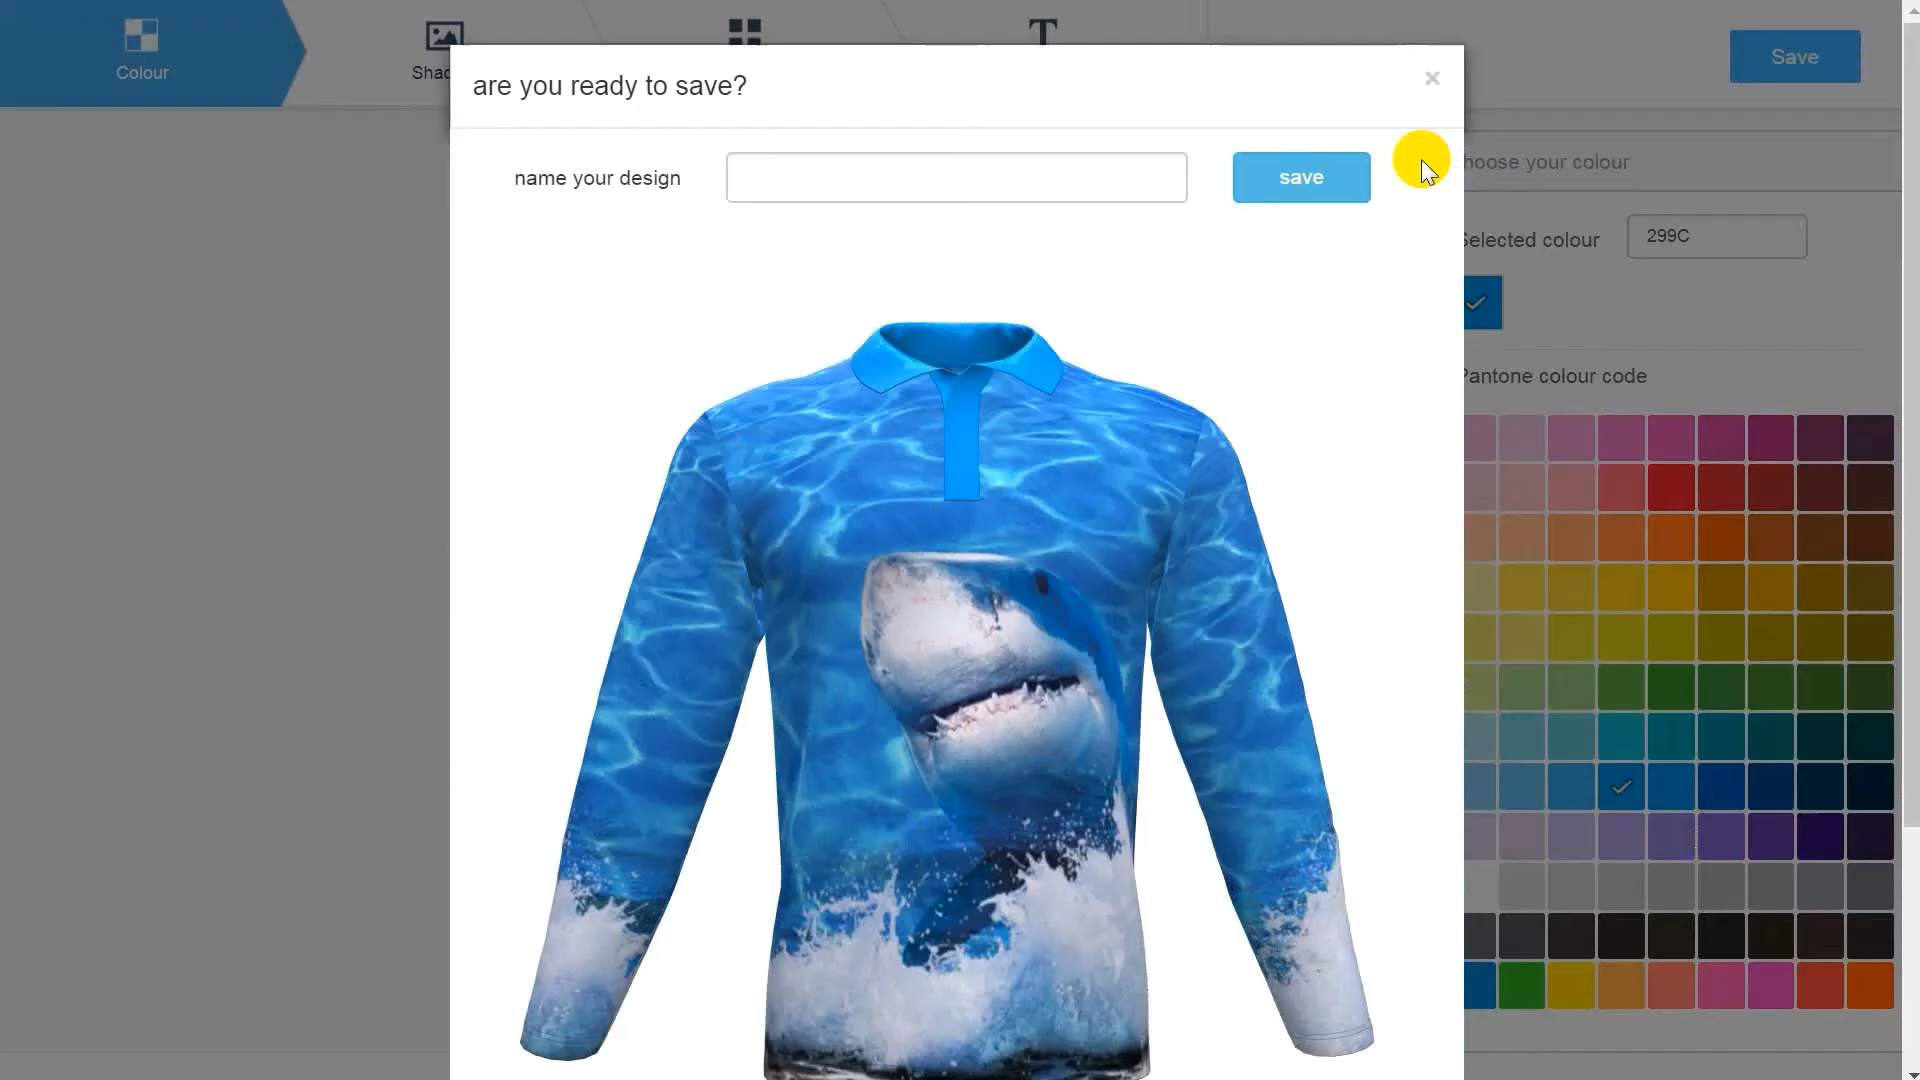 Colour
Shad
T
Save
are you ready to save?
×
name your design
save
hoose your colour
Selected colour
299C
Pantone colour code